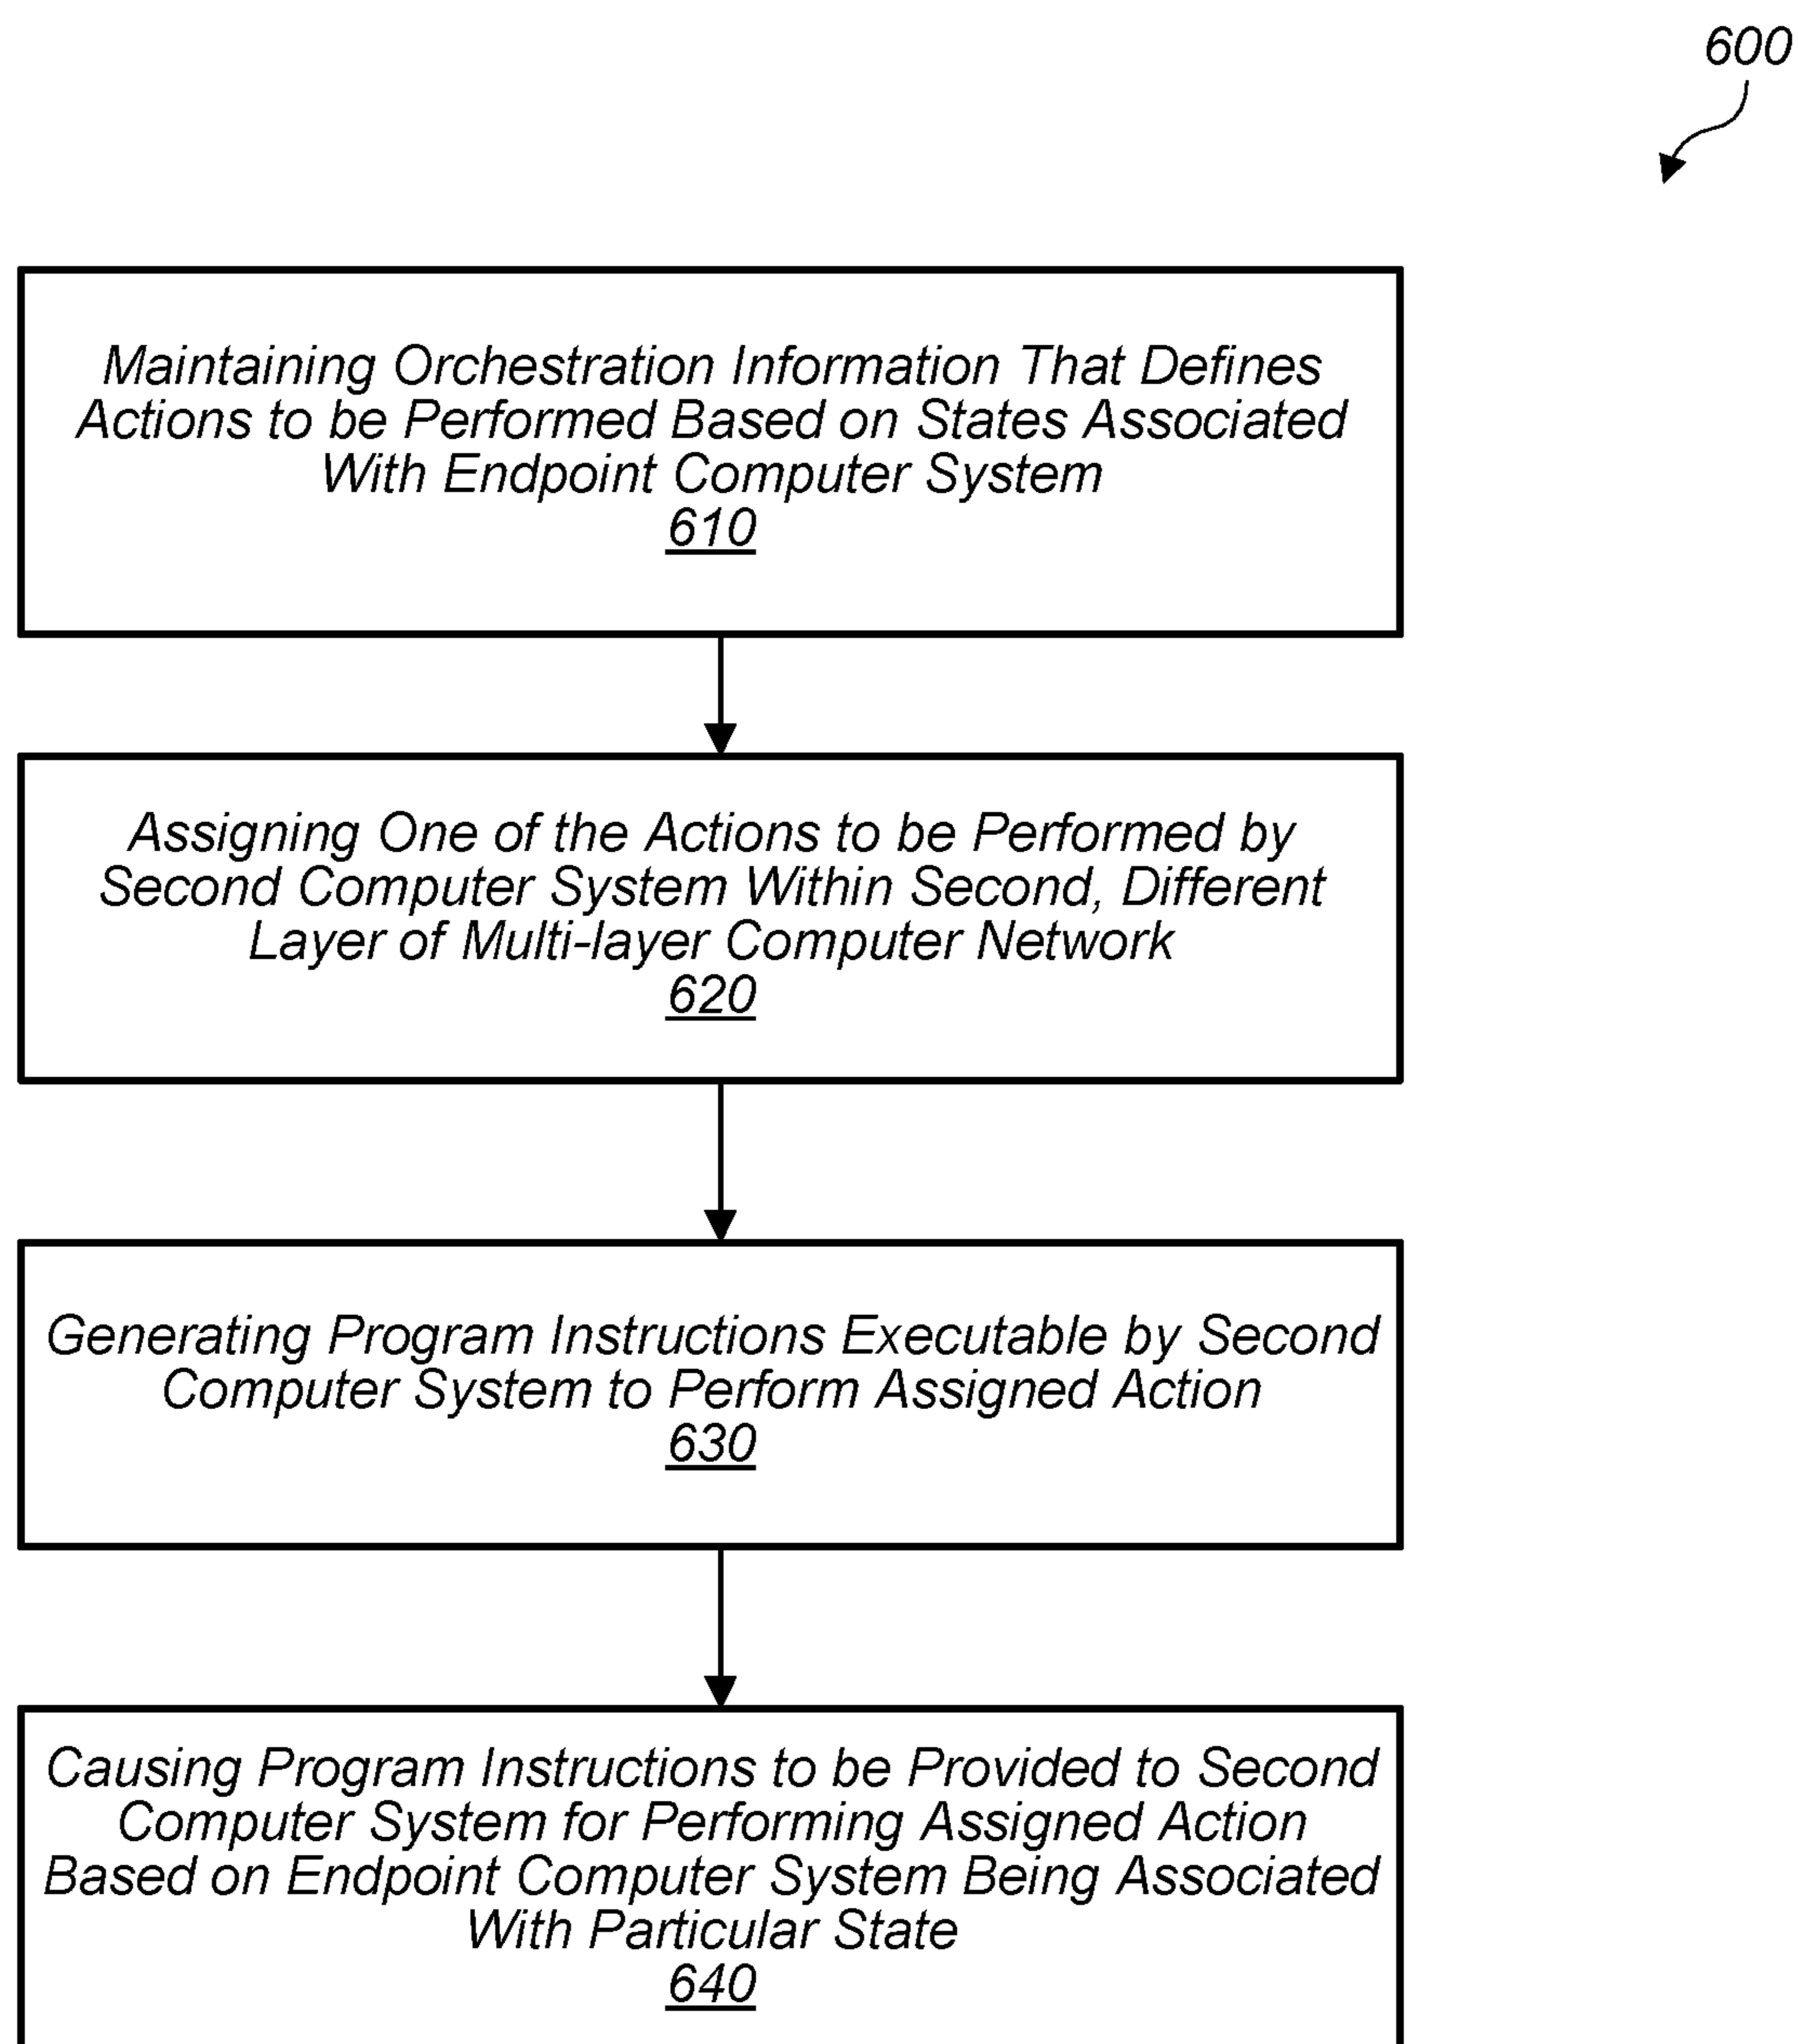 600
Maintaining Orchestration Information That Defines
Actions to be Performed Based on States Associated
With Endpoint Computer System
610
Assigning One of the Actions to be Performed by
Second Computer System Within Second, Different
Layer of Multi-layer Computer Network
620
Generating Program Instructions Executable by Second
Computer System to Perform Assigned Action
630
Causing Program Instructions to be Provided to Second
Computer System for Performing Assigned Action
Based on Endpoint Computer System Being Associated
With Particular State
640